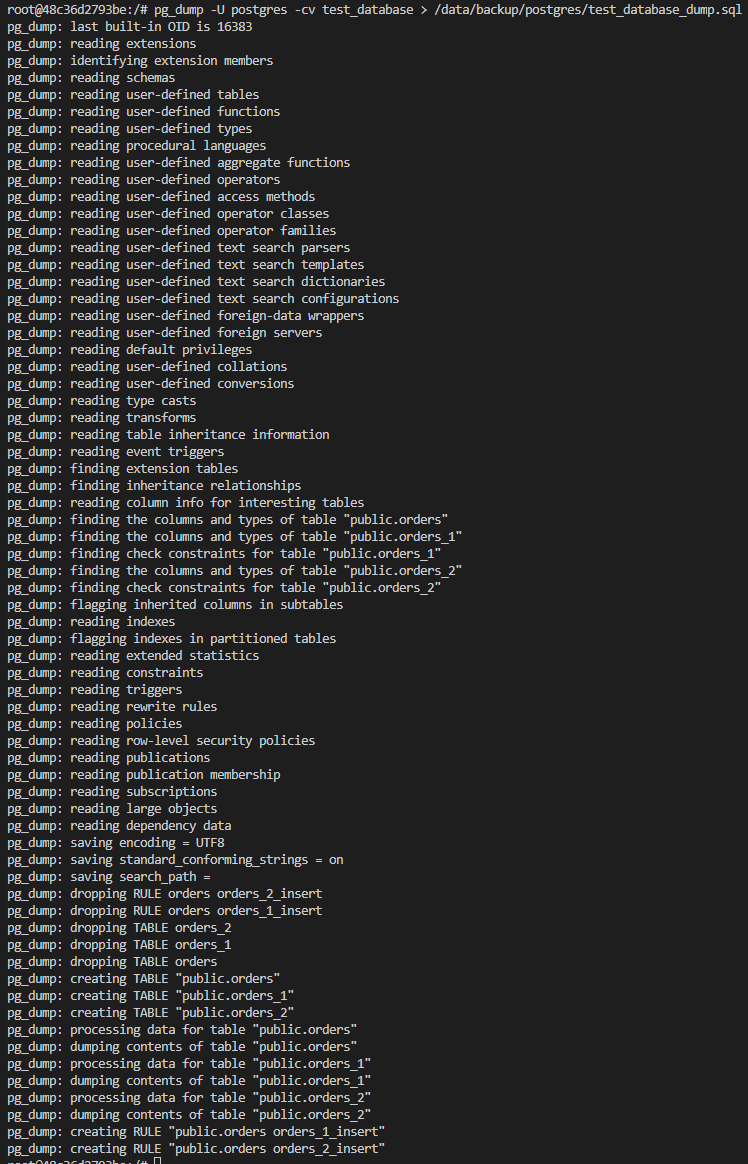 root@48c36d2793be:/# pg_dump -U postgres -cv test_database > /data/backup/postgres/test_database_dump.sql
pg_dump: last built-in OID is 16383
pg_dump: reading extensions
pg_dump: identifying extension members
pg_dump: reading schemas
pg_dump: reading user-defined tables
pg_dump: reading user-defined functions
pg_dump: reading user-defined types
pg_dump: reading procedural languages
pg_dump: reading user-defined aggregate functions
pg_dump: reading user-defined operators
pg_dump: reading user-defined access methods
pg_dump: reading user-defined operator classes
pg_dump: reading user-defined operator families
pg_dump: reading user-defined text search parsers
pg_dump: reading user-defined text search templates
pg_dump: reading user-defined text search dictionaries
pg_dump: reading user-defined text search configurations
pg_dump: reading user-defined foreign-data wrappers
pg_dump: reading user-defined foreign servers
pg_dump: reading default privileges
pg_dump: reading user-defined collations
pg_dump: reading user-defined conversions
pg_dump: reading type casts
pg_dump: reading transforms
pg_dump: reading table inheritance information
pg_dump: reading event triggers
pg_dump: finding extension tables
pg_dump: finding inheritance relationships
pg_dump: reading column info for interesting tables
pg_dump: finding the columns and types of table "public.orders"
pg_dump: finding the columns and types of table "public.orders_1"
pg_dump: finding check constraints for table "public.orders_1"
pg_dump: finding the columns and types of table "public.orders_2"
pg_dump: finding check constraints for table "public.orders_2"
pg_dump: flagging inherited columns in subtables
pg_dump: reading indexes
pg_dump: flagging indexes in partitioned tables
pg_dump: reading extended statistics
pg_dump: reading constraints
pg_dump: reading triggers
pg_dump: reading rewrite rules
pg_dump: reading policies
pg_dump: reading row-level security policies
pg_dump: reading publications
pg_dump: reading publication membership
pg_dump: reading subscriptions
pg_dump: reading large objects
pg_dump: reading dependency data
pg_dump: saving encoding = UTF8
pg_dump: saving standard_conforming_strings = on
pg_dump: saving search_path =
pg_dump: dropping RULE orders orders_2_insert
pg_dump: dropping RULE orders orders_1_insert
pg_dump: dropping TABLE orders_2
pg_dump: dropping TABLE orders_1
pg_dump: dropping TABLE orders
pg_dump: creating TABLE "public.orders"
pg_dump: creating TABLE "public.orders_1"
pg_dump: creating TABLE "public.orders_2"
pg_dump: processing data for table "public.orders"
pg_dump: dumping contents of table "public.orders"
pg_dump: processing data for table "public.orders_1"
pg_dump: dumping contents of table "public.orders_1"
pg_dump: processing data for table "public.orders_2"
pg_dump: dumping contents of table "public.orders_2"
pg_dump: creating RULE "public.orders orders_1_insert"
pg_dump: creating RULE "public.orders orders_2_insert"
root@48c36d2793be:/#